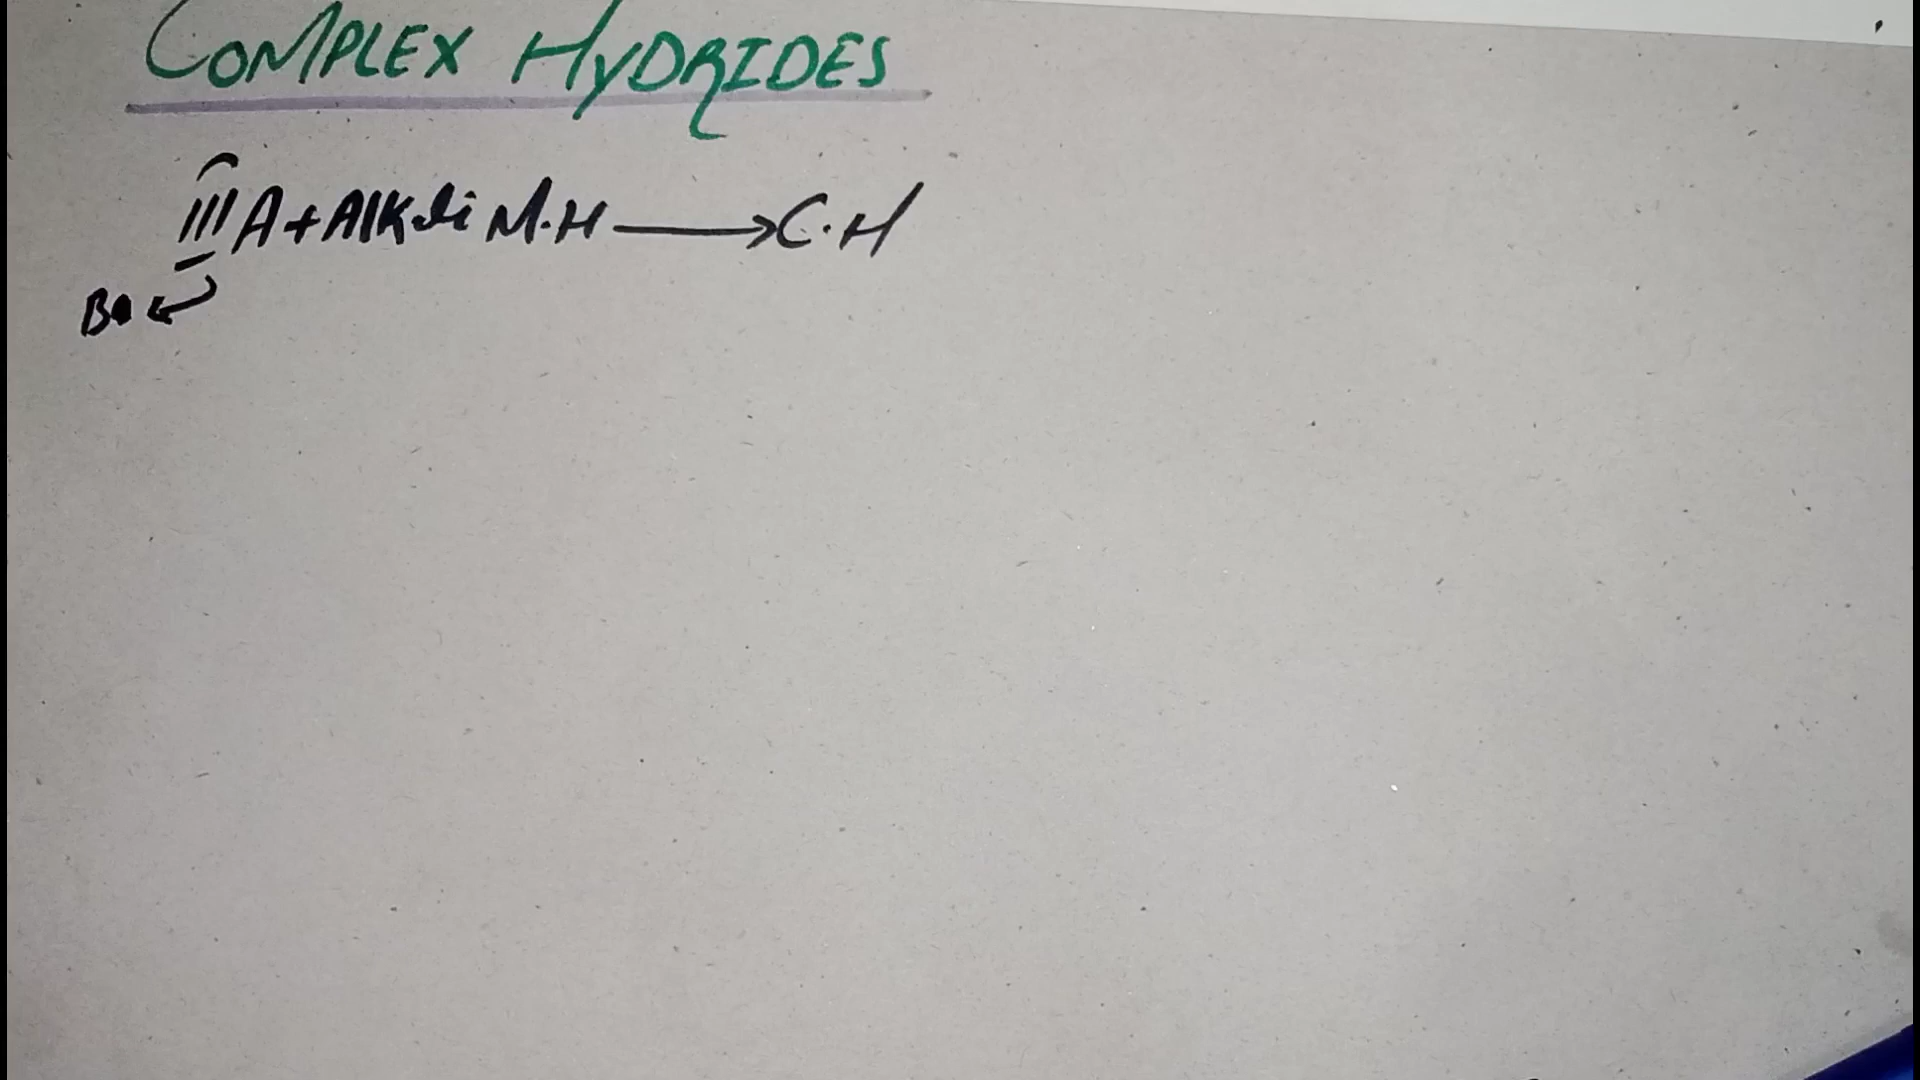 COMPLEX HYDRIDES
III A + Alkali M.H → C.H
B